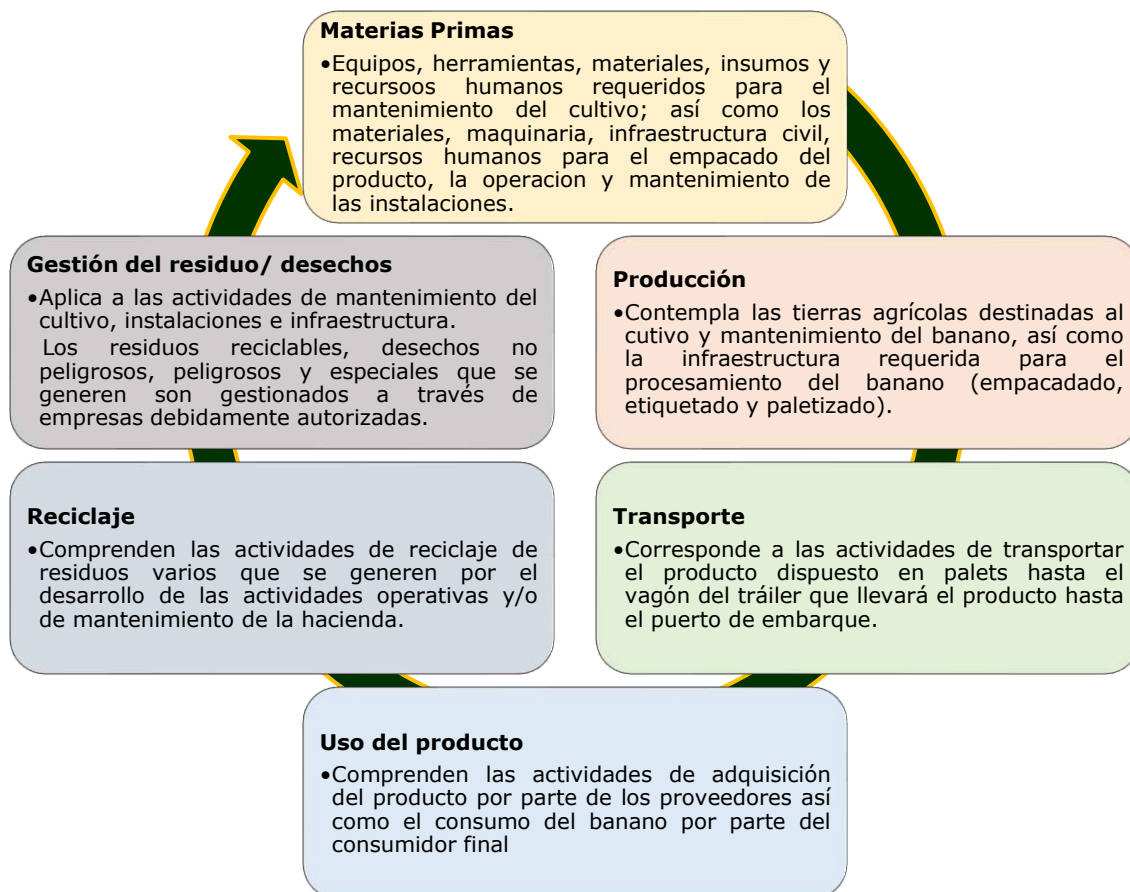 Materias Primas
•Equipos, herramientas, materiales, insumos y
recursoos humanos requeridos para el
mantenimiento del cultivo; así como los
materiales, maquinaria, infraestructura civil,
recursos humanos para el empacado del
producto, la operacion y mantenimiento de
las instalaciones.
Producción
•Contempla las tierras agrícolas destinadas al
cutivo y mantenimiento del banano, así como
la infraestructura requerida para el
procesamiento del banano (empacadado,
etiquetado y paletizado).
Transporte
•Corresponde a las actividades de transportar
el producto dispuesto en palets hasta el
vagón del tráiler que llevará el producto hasta
el puerto de embarque.
Uso del producto
•Comprenden las actividades de adquisición
del producto por parte de los proveedores así
como el consumo del banano por parte del
consumidor final
Reciclaje
•Comprenden las actividades de reciclaje de
residuos varios que se generen por el
desarrollo de las actividades operativas y/o
de mantenimiento de la hacienda.
Gestión del residuo/ desechos
•Aplica a las actividades de mantenimiento del
cultivo, instalaciones e infraestructura.
Los residuos reciclables, desechos no
peligrosos, peligrosos y especiales que se
generen son gestionados a través de
empresas debidamente autorizadas.